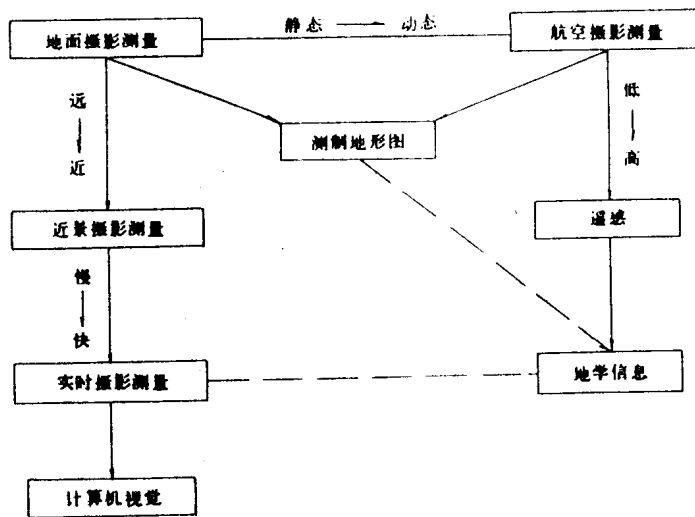 地面摄影测量
静态 → 动态
航空摄影测量
远
↓
近
低
↓
高
测制地形图
近景摄影测量
遥感
慢
↓
快
实时摄影测量
地学信息
计算机视觉